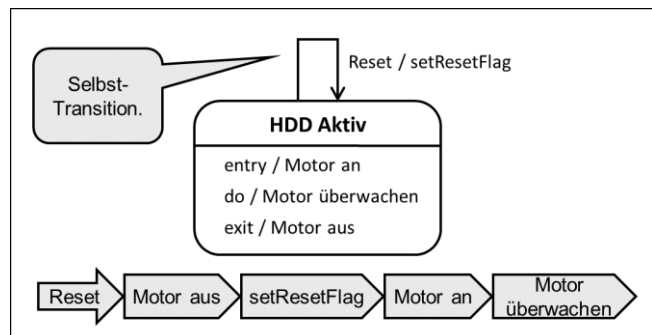 Selbst-
Transition.
Reset / setResetFlag
HDD Aktiv
entry / Motor an
do / Motor überwachen
exit / Motor aus
Reset
Motor aus
setResetFlag
Motor an
Motor
überwachen